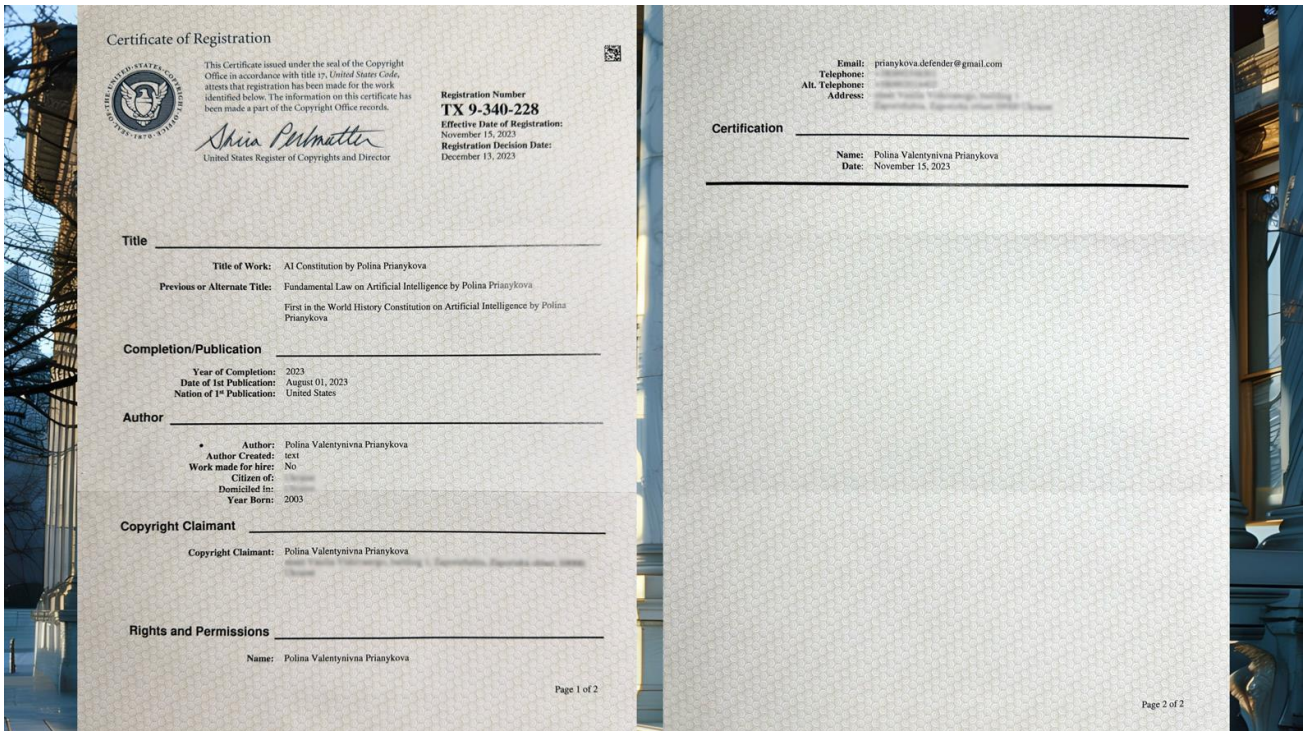 Certificate of Registration
This Certificate issued under the seal of the Copyright
Office in accordance with title 17, United States Code,
attests that registration has been made for the work
identified below. The information on this certificate has
been made a part of the Copyright Office records.
United States Register of Copyrights and Director
Registration Number
TX 9-340-228
Effective Date of Registration:
November 15, 2023
Registration Decision Date:
December 13, 2023
Title
Title of Work: AI Constitution by Polina Prianykova
Previous or Alternate Title: Fundamental Law on Artificial Intelligence by Polina Prianykova
First in the World History Constitution on Artificial Intelligence by Polina
Prianykova
Completion/Publication
Year of Completion: 2023
Date of 1st Publication: August 01, 2023
Nation of 1st Publication: United States
Author
• Author: Polina Valentynivna Prianykova
Author Created: text
Work made for hire: No
Citizen of:
Domiciled in:
Year Born: 2003
Copyright Claimant
Copyright Claimant: Polina Valentynivna Prianykova
Rights and Permissions
Name: Polina Valentynivna Prianykova
Page 1 of 2
Email: prianykova.defender@gmail.com
Telephone:
Alt. Telephone:
Address:
Certification
Name: Polina Valentynivna Prianykova
Date: November 15, 2023
Page 2 of 2